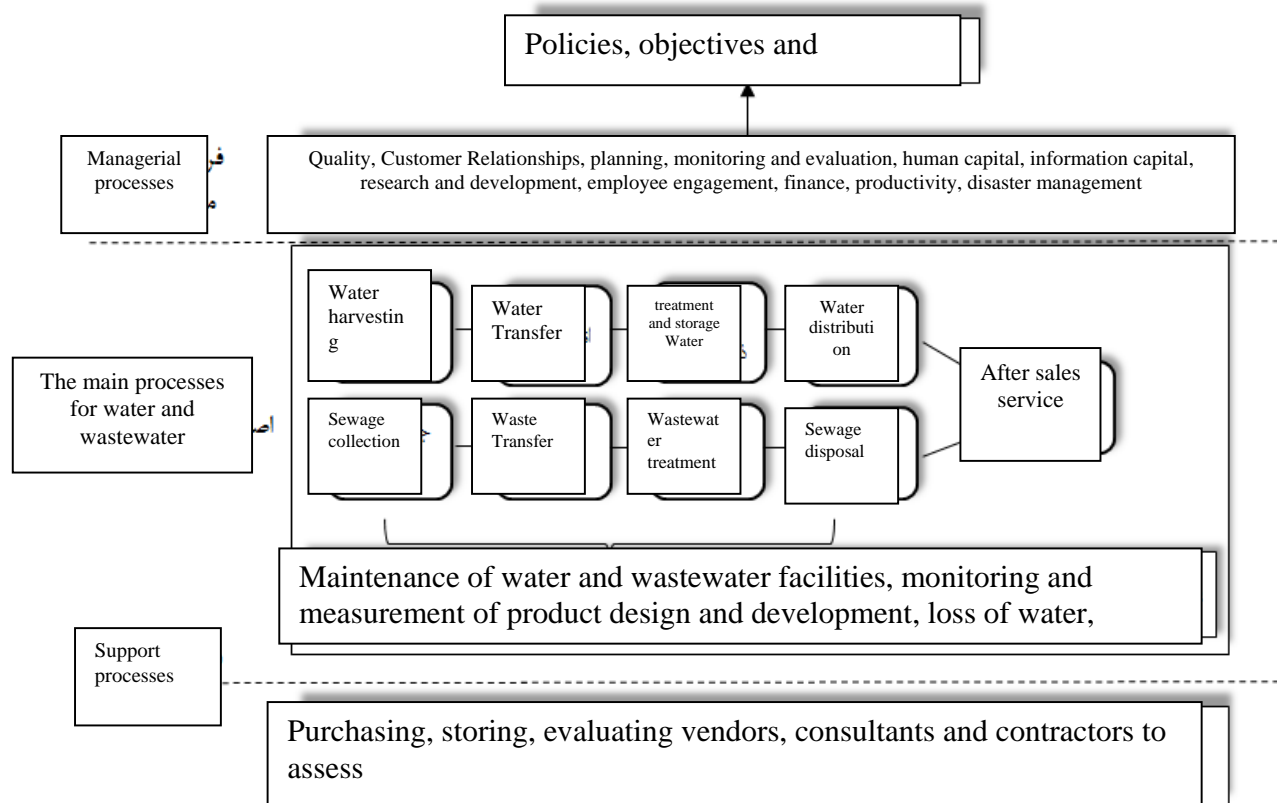 Policies, objectives and
Managerial
processes
فر
م
Quality, Customer Relationships, planning, monitoring and evaluation, human capital, information capital,
research and development, employee engagement, finance, productivity, disaster management
Water
harvestin
g
Water
Transfer
treatment
and storage
Water
Water
distributi
on
The main processes
for water and
wastewater
اص
After sales
service
Sewage
collection
Waste
Transfer
Wastewat
er
treatment
Sewage
disposal
Maintenance of water and wastewater facilities, monitoring and
measurement of product design and development, loss of water,
Support
processes
Purchasing, storing, evaluating vendors, consultants and contractors to
assess